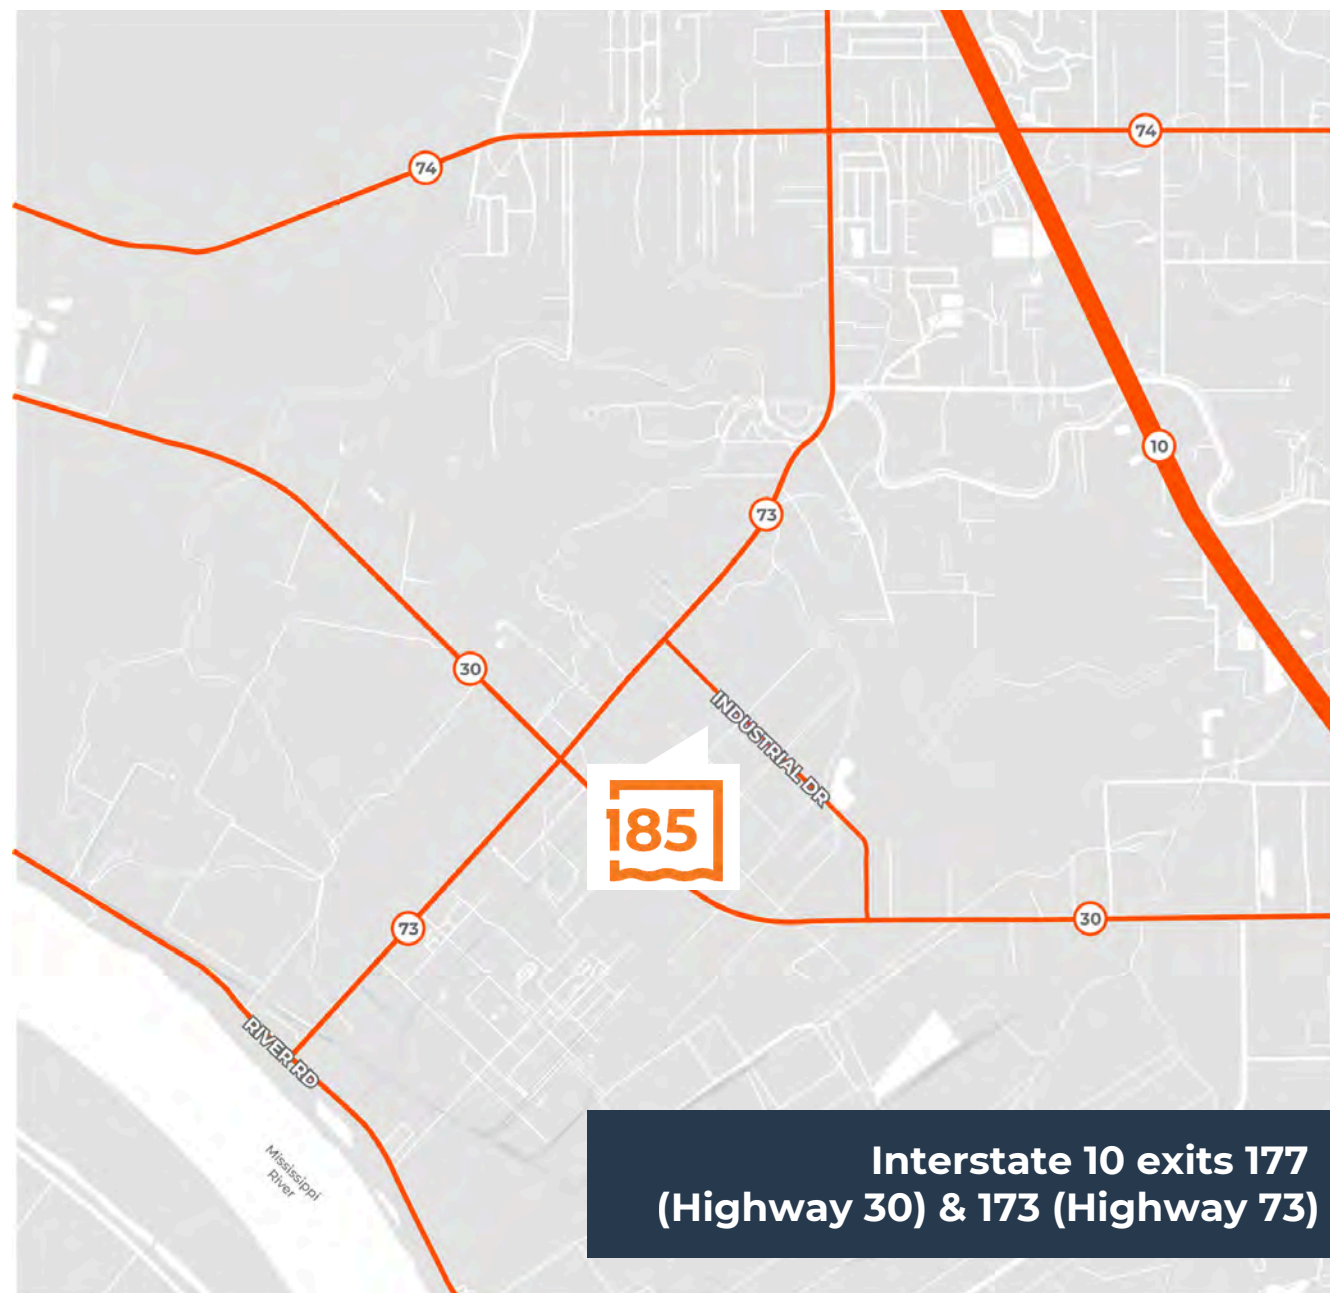 74
74
10
73
30
INDUSTRIAL DR
185
30
73
RIVER RD
Mississippi
River
Interstate 10 exits 177
(Highway 30) & 173 (Highway 73)